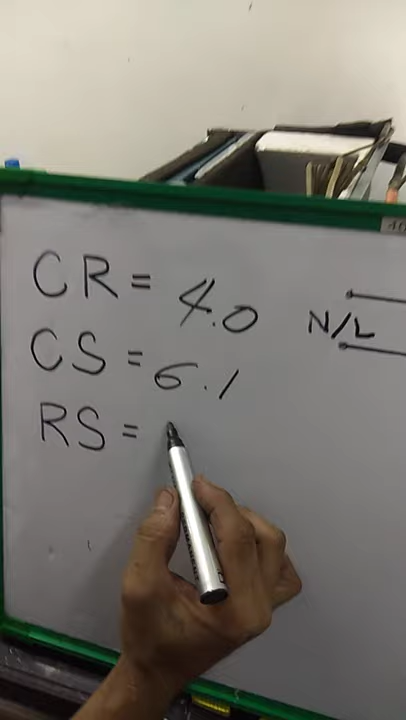 CR = 4.0
CS = 6.1
RS =
N/L